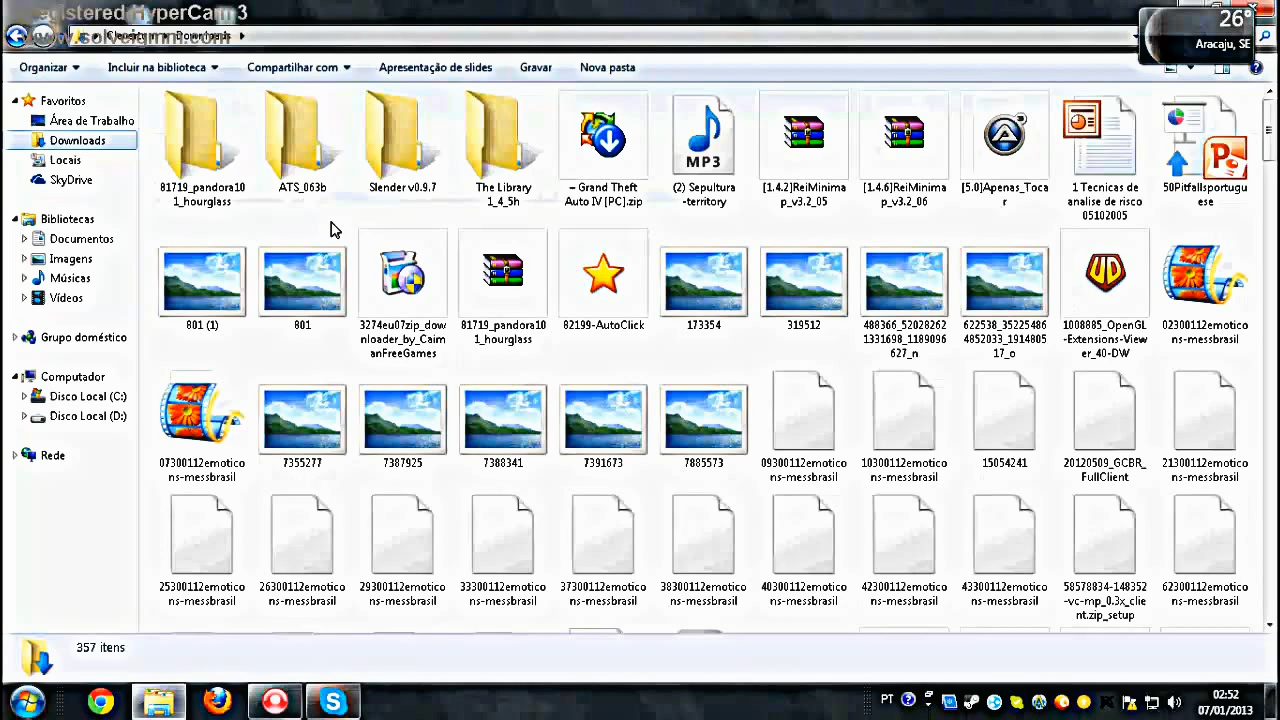 egistered HyperCam 3
www.solveigmm.com
Downloads
26°
Aracaju, SE
Organizar
Incluir na biblioteca
Compartilhar com
Apresentação de slides
Gravar
Nova pasta
Favoritos
Área de Trabalho
Downloads
Locais
SkyDrive
Bibliotecas
Documentos
Imagens
Músicas
Vídeos
Grupo doméstico
Computador
Disco Local (C:)
Disco Local (D:)
Rede
81719_pandora10
1_hourglass
ATS_063b
Slender v0.9.7
The Library
1_4_5h
– Grand Theft
Auto IV [PC].zip
MP3
(2) Sepultura
-territory
[1.4.2]ReiMinima
p_v3.2_05
[1.4.6]ReiMinima
p_v3.2_06
[5.0]Apenas_Toca
r
1 Tecnicas de
analise de risco
05102005
50Pitfallsportugu
ese
801 (1)
801
3274eu07zip_dow
nloader_by_Cai
manFreeGames
81719_pandora10
1_hourglass
82199-AutoClick
173354
319512
488366_52028262
1331698_1189096
627_n
622538_35225486
4852033_1914805
17_o
1008885_OpenGL
-Extensions-View
er_40-DW
02300112emotico
ns-messbrasil
07300112emotico
ns-messbrasil
7355277
7387925
7388341
7391673
7885573
09300112emotico
ns-messbrasil
10300112emotico
ns-messbrasil
15054241
20120509_GCBR_
FullClient
21300112emotico
ns-messbrasil
25300112emotico
ns-messbrasil
26300112emotico
ns-messbrasil
29300112emotico
ns-messbrasil
33300112emotico
ns-messbrasil
37300112emotico
ns-messbrasil
38300112emotico
ns-messbrasil
40300112emotico
ns-messbrasil
42300112emotico
ns-messbrasil
43300112emotico
ns-messbrasil
58578834-148352
-vc-mp_0.3x_clie
nt.zip_setup
62300112emotico
ns-messbrasil
357 itens
PT
02:52
07/01/2013